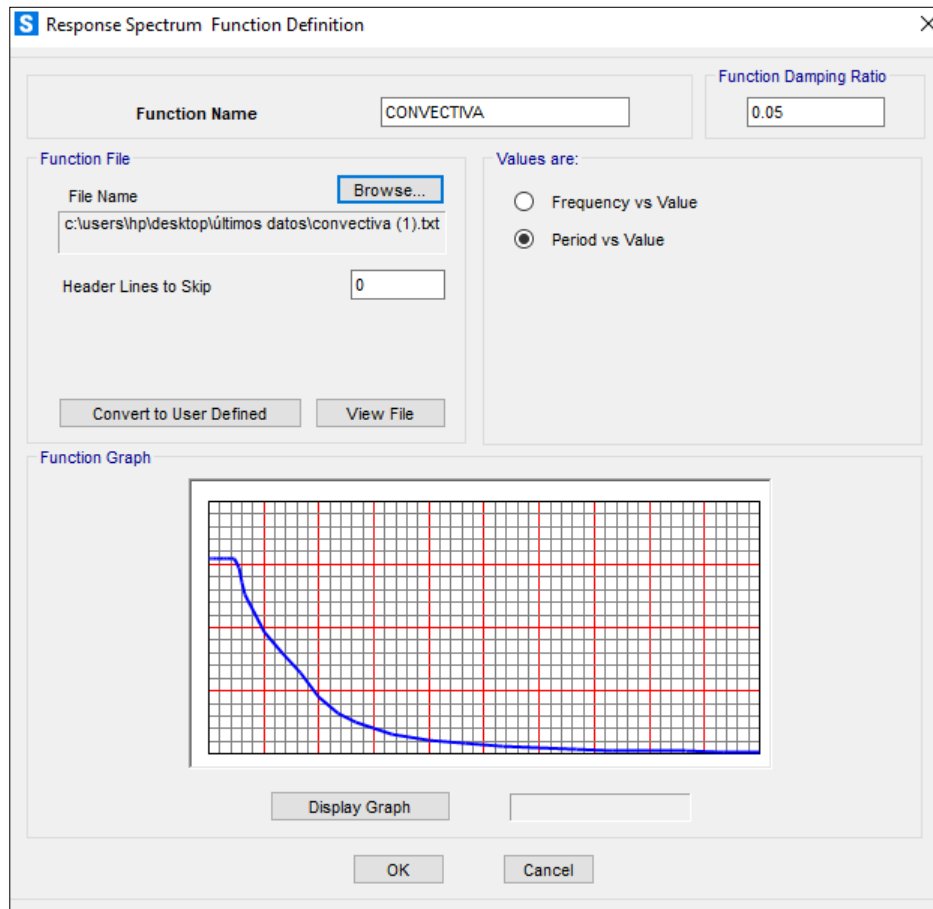 S Response Spectrum Function Definition
Function Damping Ratio
Function Name CONVECTIVA 0.05
Function File
Values are:
File Name Browse...
c:\users\hp\desktop\últimos datos\convectiva (1).txt
Frequency vs Value
Period vs Value
Header Lines to Skip 0
Convert to User Defined View File
Function Graph
Display Graph
OK Cancel